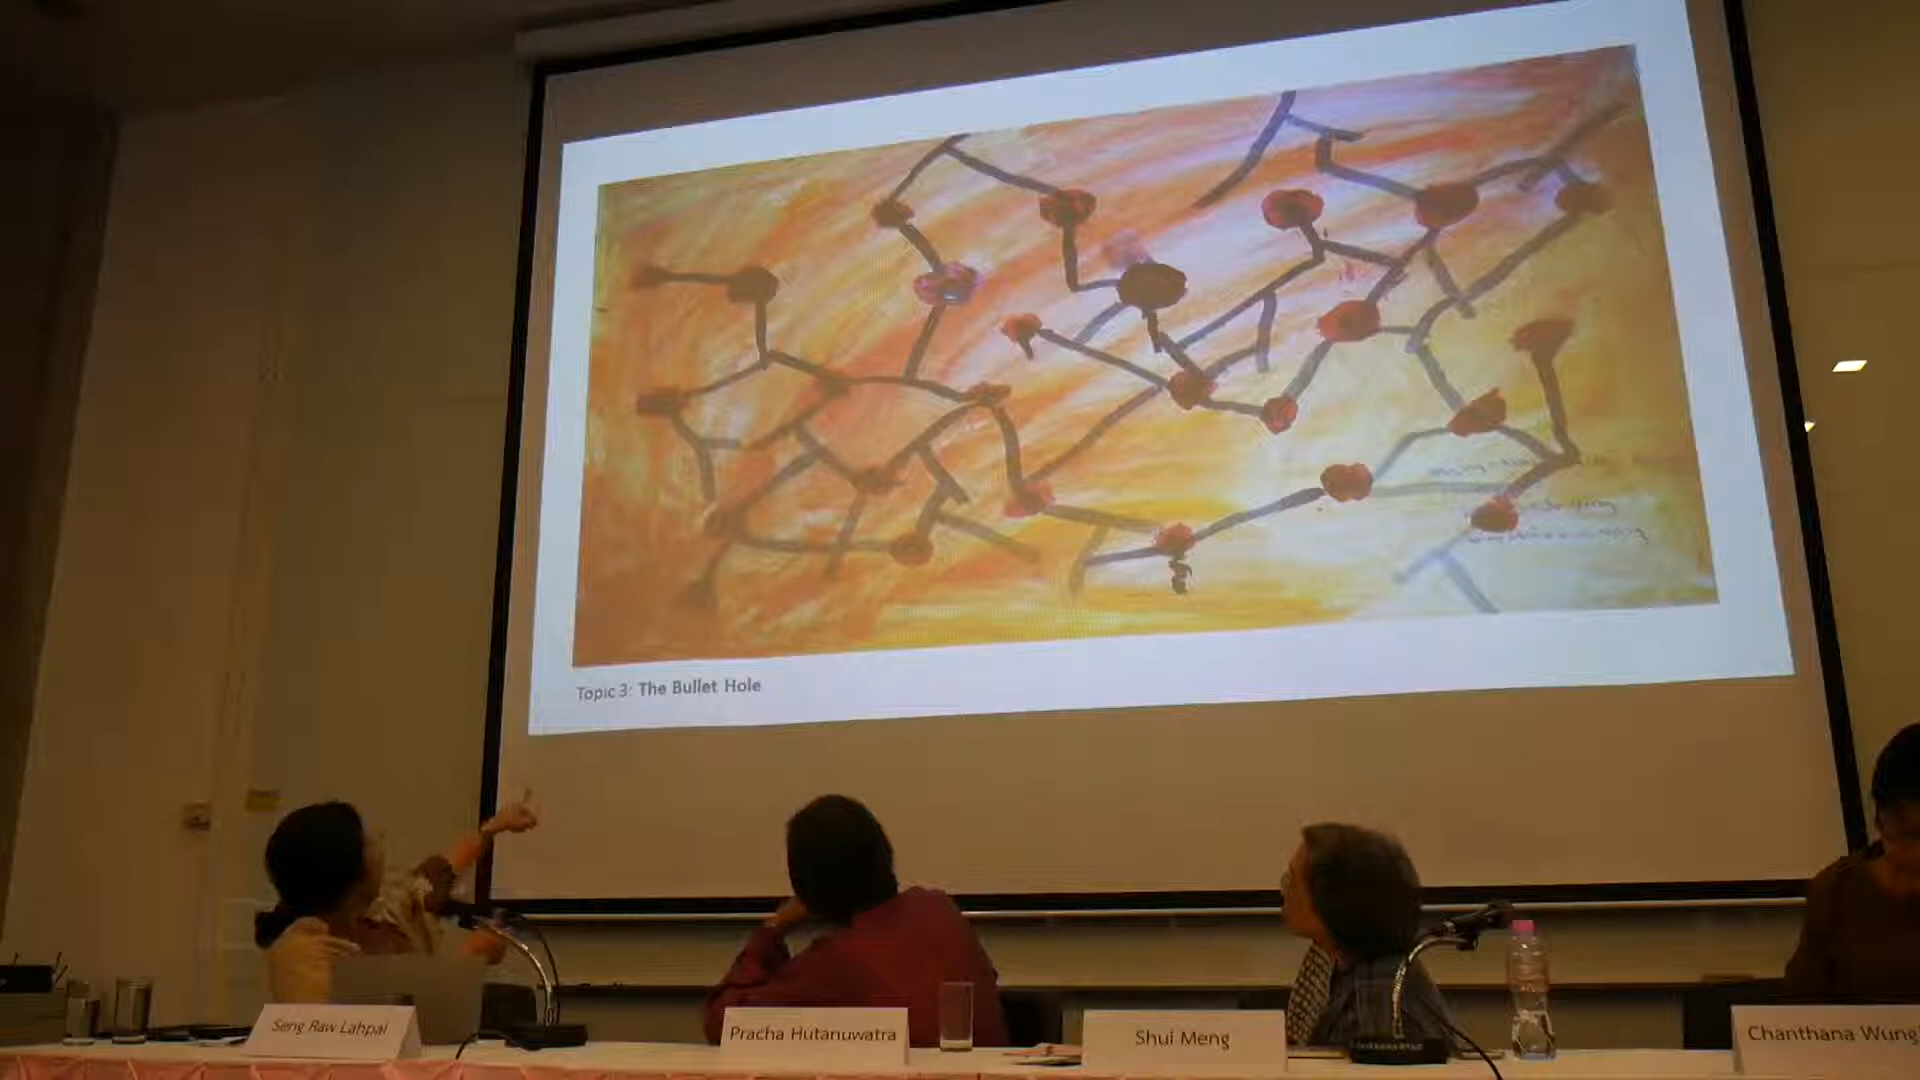 Topic 3: The Bullet Hole
Seng Raw Lahpai
Pracha Hutanuwatra
Shui Meng
Chanthana Wung